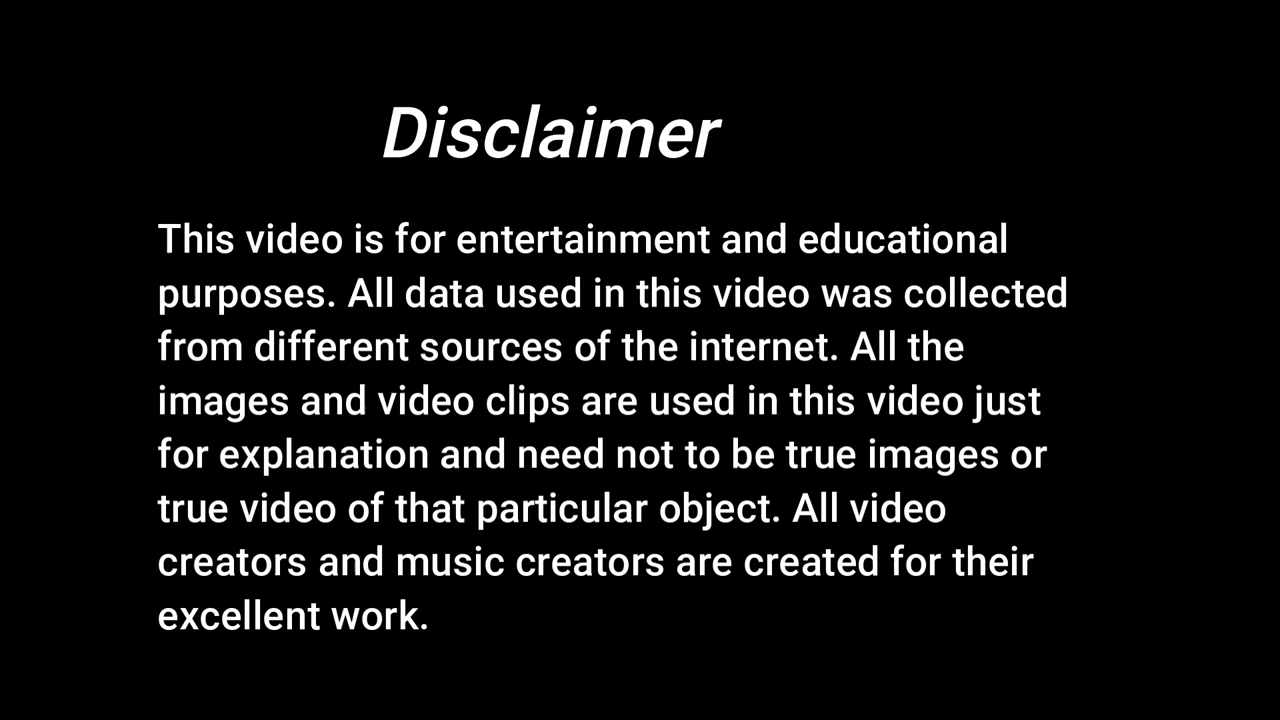 Disclaimer
This video is for entertainment and educational
purposes. All data used in this video was collected
from different sources of the internet. All the
images and video clips are used in this video just
for explanation and need not to be true images or
true video of that particular object. All video
creators and music creators are created for their
excellent work.